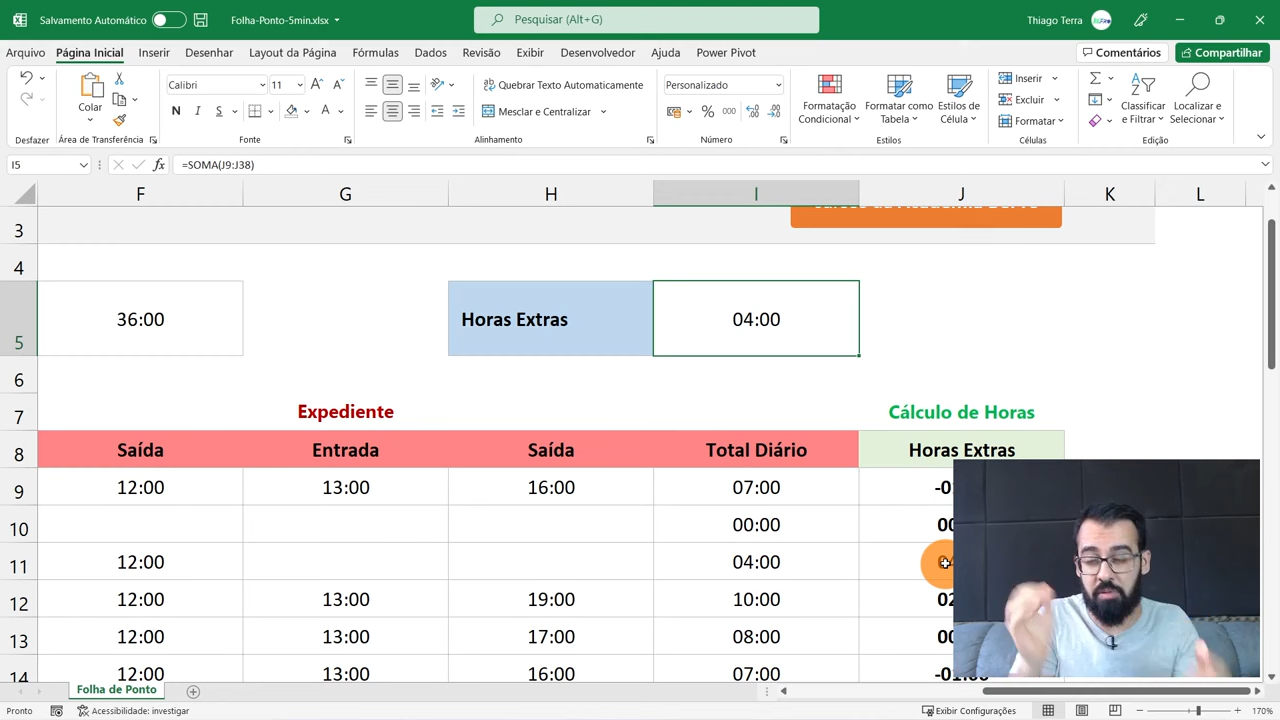 Salvamento Automático
Folha-Ponto-5min.xlsx
Pesquisar (Alt+G)
Thiago Terra
Arquivo
Página Inicial
Inserir
Desenhar
Layout da Página
Fórmulas
Dados
Revisão
Exibir
Desenvolvedor
Ajuda
Power Pivot
Comentários
Compartilhar
Colar
Calibri
11
N I S
A
Quebrar Texto Automaticamente
Mesclar e Centralizar
Personalizado
% 000
Formatação Condicional
Formatar como Tabela
Estilos de Célula
Inserir
Excluir
Formatar
Classificar e Filtrar
Localizar e Selecionar
Desfazer
Área de Transferência
Fonte
Alinhamento
Número
Estilos
Células
Edição
I5
fx
=SOMA(J9:J38)
F G H I J K L
3
4
5 36:00 Horas Extras 04:00
6
7 Expediente Cálculo de Horas
8 Saída Entrada Saída Total Diário Horas Extras
9 12:00 13:00 16:00 07:00
10 00:00
11 12:00 04:00
12 12:00 13:00 19:00 10:00
13 12:00 13:00 17:00 08:00
14 12:00 13:00 16:00 07:00
Folha de Ponto
Pronto
Acessibilidade: investigar
Exibir Configurações
170%